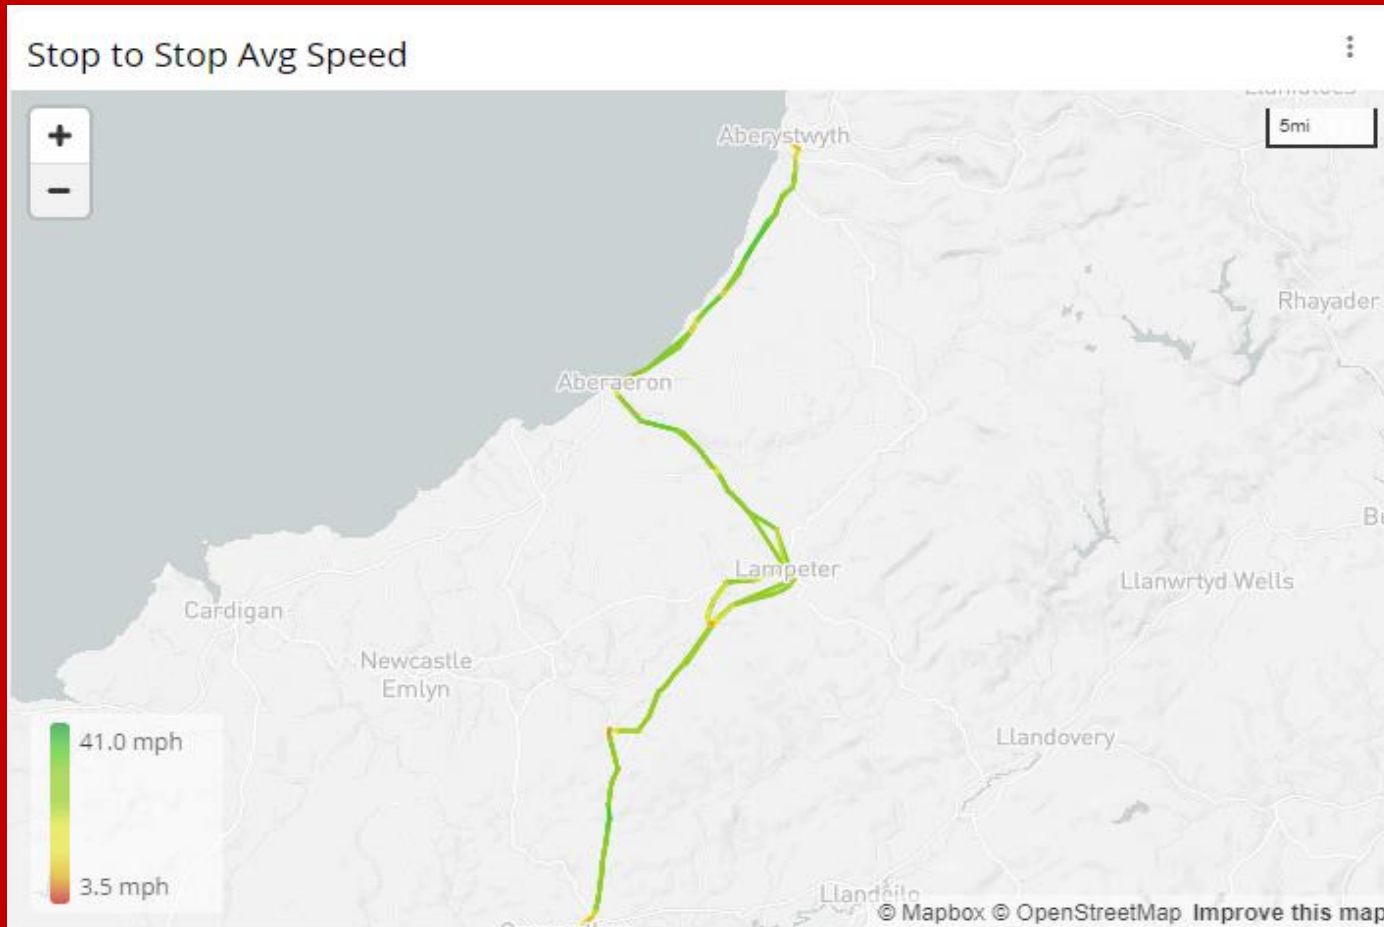 Stop to Stop Avg Speed
+
5mi
−
Aberystwyth
Rhayader
Aberaeron
Lampeter
Llanwrtyd Wells
Cardigan
Newcastle
Emlyn
Llandovery
41.0 mph
3.5 mph
Llandeilo
© Mapbox © OpenStreetMap Improve this map